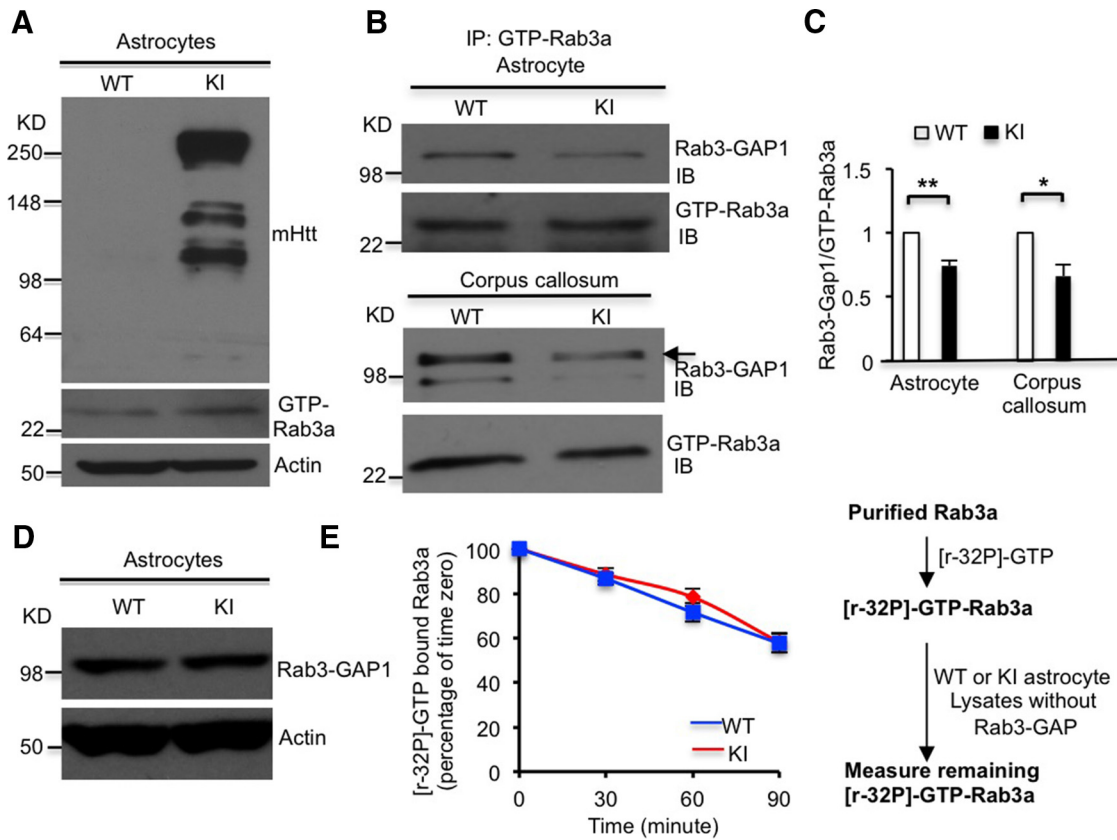 A
Astrocytes
WT KI
KD
250
148
98
64
mHtt
22
GTP-
Rab3a
50
Actin
B
IP: GTP-Rab3a
Astrocyte
WT KI
KD
98
Rab3-GAP1
IB
22
GTP-Rab3a
IB
Corpus callosum
WT KI
KD
98
Rab3-GAP1
IB
22
GTP-Rab3a
IB
C
WT KI
Rab3-Gap1/GTP-Rab3a
1.5
1
0.5
0
** *
Astrocyte
Corpus
callosum
D
Astrocytes
WT KI
KD
98
Rab3-GAP1
50
Actin
E
[r-32P]-GTP bound Rab3a
(percentage of time zero)
100
80
60
40
20
0
WT
KI
0 30 60 90
Time (minute)
Purified Rab3a
[r-32P]-GTP
[r-32P]-GTP-Rab3a
WT or KI astrocyte
Lysates without
Rab3-GAP
Measure remaining
[r-32P]-GTP-Rab3a